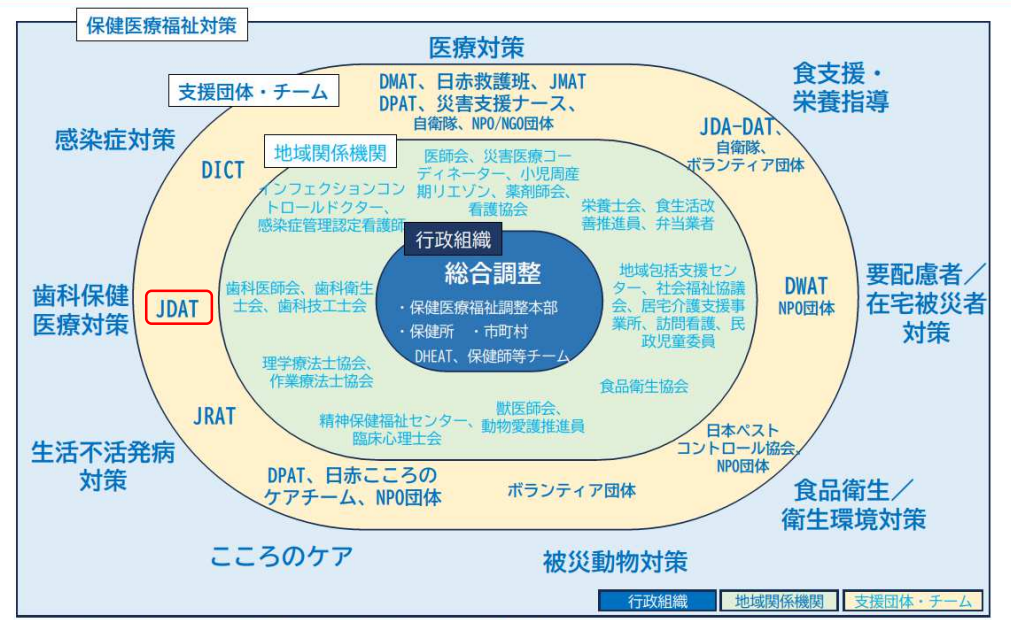 保健医療福祉対策
医療対策
食支援・
栄養指導
支援団体・チーム
DMAT、日赤救護班、JMAT
DPAT、災害支援ナース、
自衛隊、NPO/NGO団体
JDA-DAT、
自衛隊、
ボランティア団体
感染症対策
DICT
地域関係機関
医師会、災害医療コー
ディネーター、小児周産
期リエゾン、薬剤師会、
看護協会
インフェクションコン
トロールドクター、
感染症管理認定看護師
栄養士会、食生活改
善推進員、弁当業者
行政組織
総合調整
・保健医療福祉調整本部
・保健所 ・市町村
DHEAT、保健師等チーム
歯科保健
医療対策
JDAT
歯科医師会、歯科衛生
士会、歯科技工士会
地域包括支援セン
ター、社会福祉協議
会、居宅介護支援事
業所、訪問看護、民
政児童委員
DWAT
NPO団体
要配慮者／
在宅被災者
対策
理学療法士協会、
作業療法士協会
食品衛生協会
JRAT
精神保健福祉センター、
臨床心理士会
獣医師会、
動物愛護推進員
日本ペスト
コントロール協会、
NPO団体
生活不活発病
対策
DPAT、日赤こころの
ケアチーム、NPO団体
ボランティア団体
食品衛生／
衛生環境対策
こころのケア
被災動物対策
行政組織
地域関係機関
支援団体・チーム